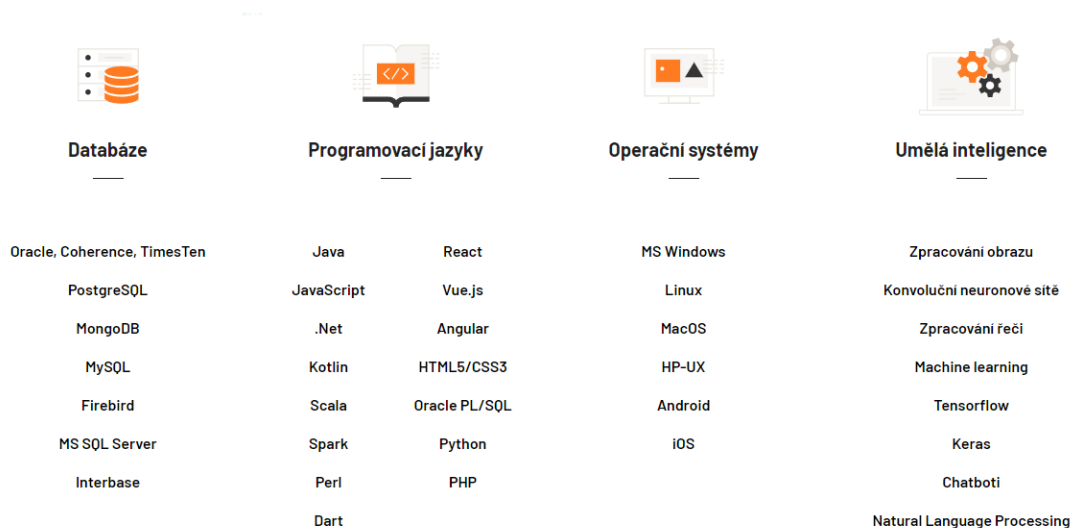 Databáze
Oracle, Coherence, TimesTen
PostgreSQL
MongoDB
MySQL
Firebird
MS SQL Server
Interbase
</>
Programovací jazyky
Java
JavaScript
.Net
Kotlin
Scala
Spark
Perl
Dart
React
Vue.js
Angular
HTML5/CSS3
Oracle PL/SQL
Python
PHP
Operační systémy
MS Windows
Linux
MacOS
HP-UX
Android
iOS
Umělá inteligence
Zpracování obrazu
Konvoluční neuronové sítě
Zpracování řeči
Machine learning
Tensorflow
Keras
Chatboti
Natural Language Processing